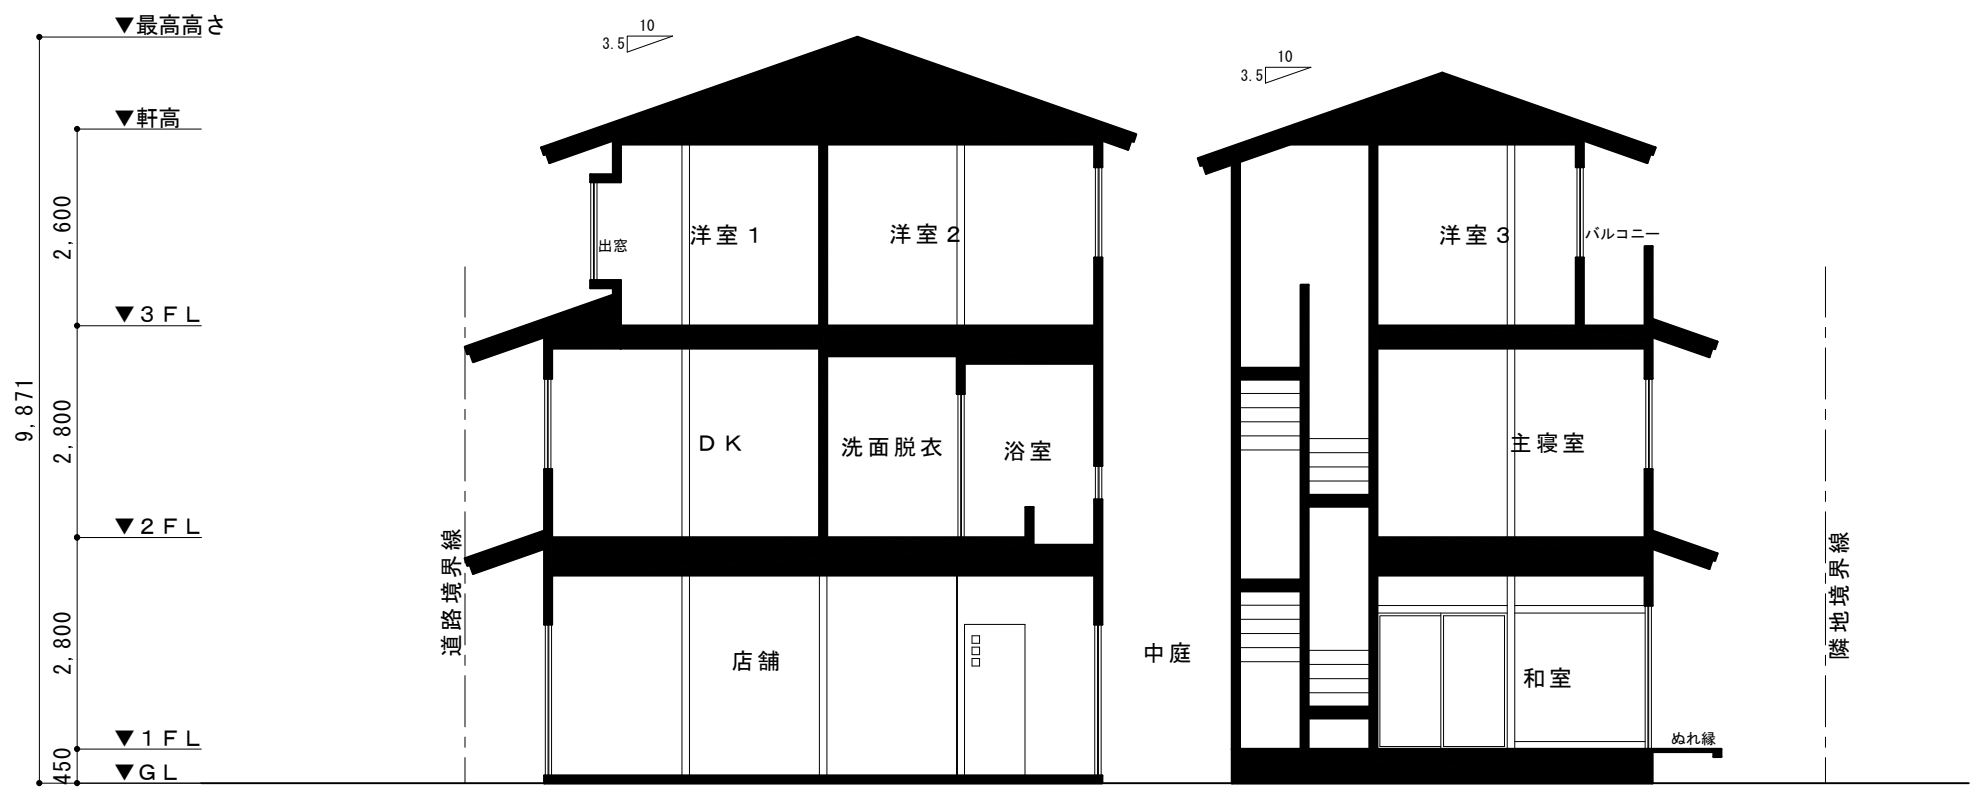 ▼最高高さ
10
3.5
10
3.5
▼軒高
2,600
洋室１
洋室２
洋室３
出窓
バルコニー
▼３ＦＬ
9,871
2,800
ＤＫ
洗面脱衣
浴室
主寝室
▼２ＦＬ
道路境界線
隣地境界線
2,800
店舗
中庭
和室
▼１ＦＬ
ぬれ縁
450
▼ＧＬ